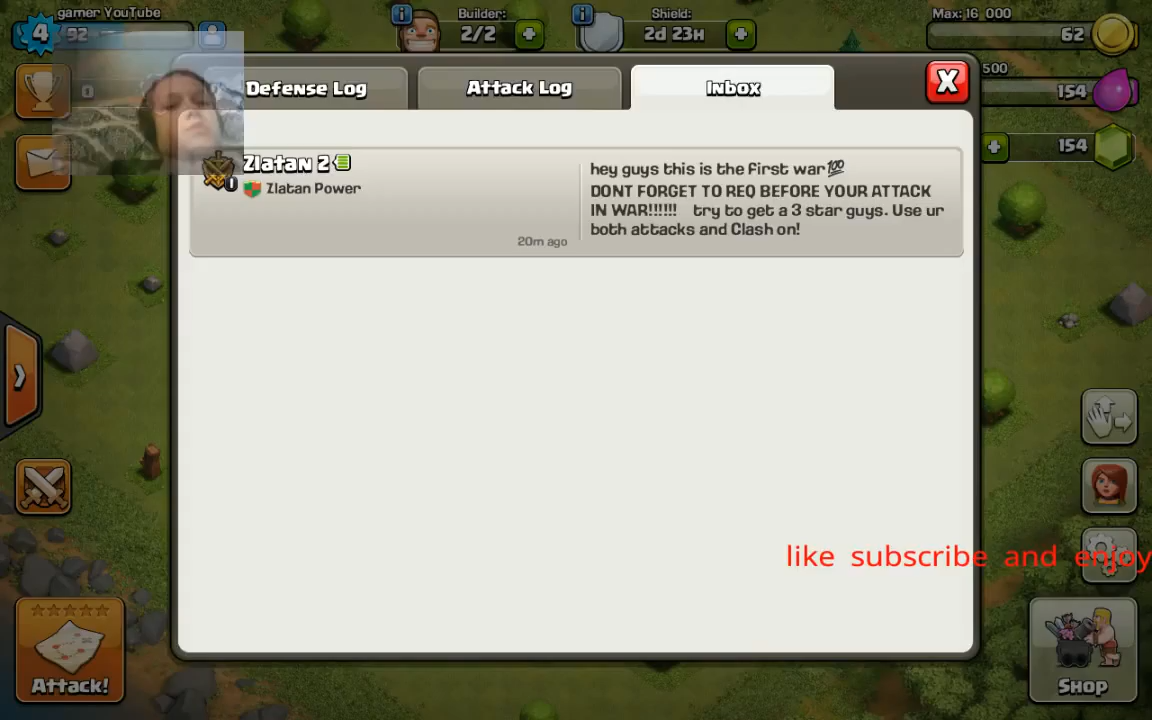 gamer YouTube
4
92
Builder:
2/2
Shield:
2d 23H
Max: 16 000
62
500
154
154
Defense Log
Attack Log
Inbox
X
Zlatan 2
0
Zlatan Power
20m ago
hey guys this is the first war💯
DONT FORGET TO REQ BEFORE YOUR ATTACK
IN WAR!!!!!! try to get a 3 star guys. Use ur
both attacks and Clash on!
like subscribe and enjoy
Attack!
Shop